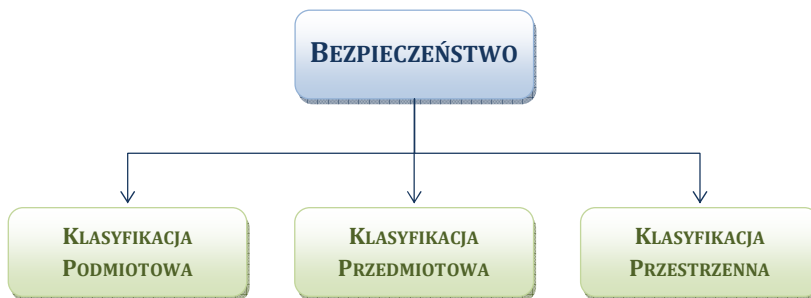 BEZPIECZEŃSTWO
KLASYFIKACJA
PODMIOTOWA
KLASYFIKACJA
PRZEDMIOTOWA
KLASYFIKACJA
PRZESTRZENNA